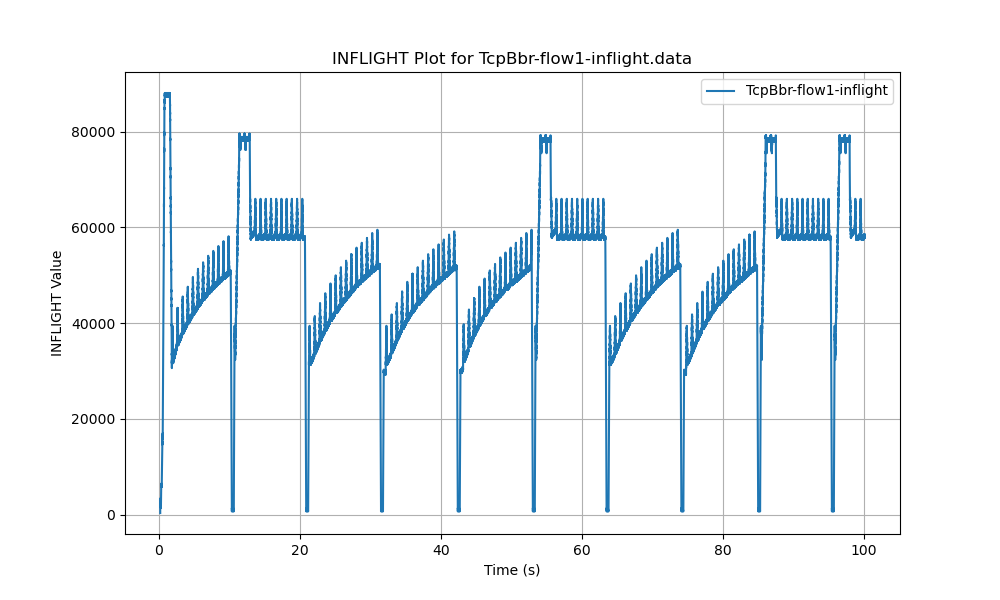 INFLIGHT Plot for TcpBbr-flow1-inflight.data
TcpBbr-flow1-inflight
INFLIGHT Value
80000
60000
40000
20000
0
0 20 40 60 80 100
Time (s)